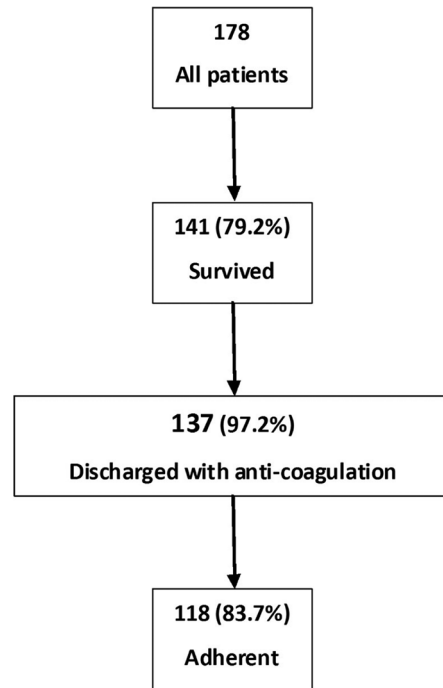 178
All patients
141 (79.2%)
Survived
137 (97.2%)
Discharged with anti-coagulation
118 (83.7%)
Adherent